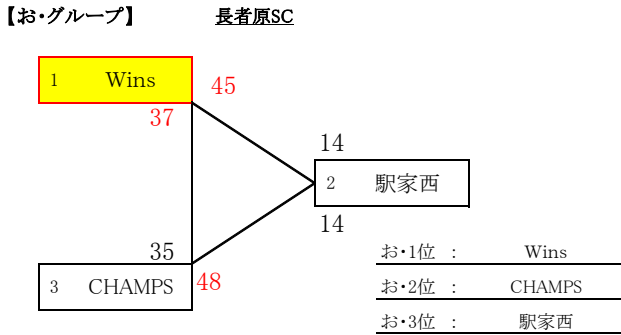 【お・グループ】 長者原SC
1 Wins 45
37
14
2 駅家西
14
35
3 CHAMPS 48
お・1位 : Wins
お・2位 : CHAMPS
お・3位 : 駅家西